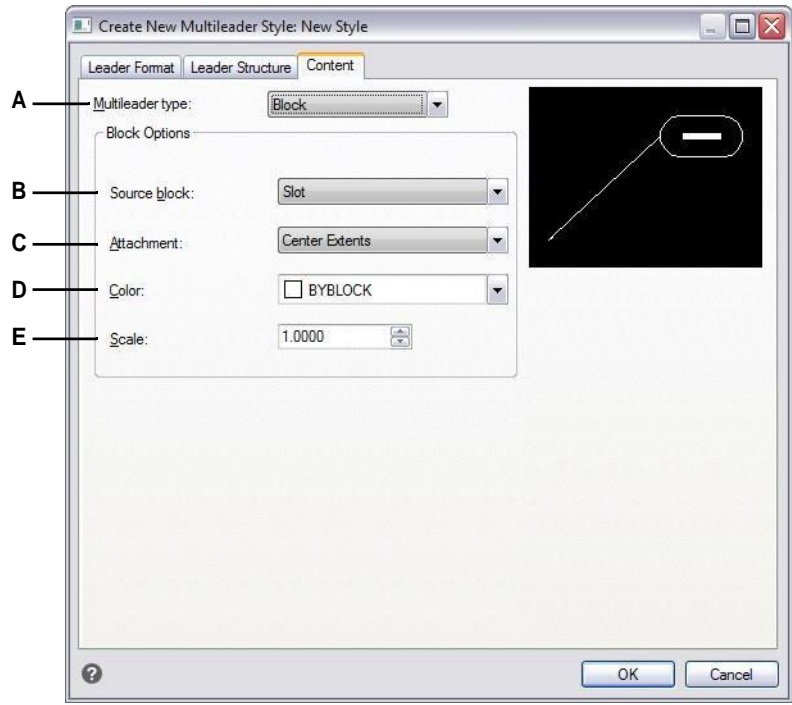 Create New Multileader Style: New Style
Leader Format Leader Structure Content
A Multileader type: Block
Block Options
B Source block: Slot
C Attachment: Center Extents
D Color: BYBLOCK
E Scale: 1.0000
? OK Cancel